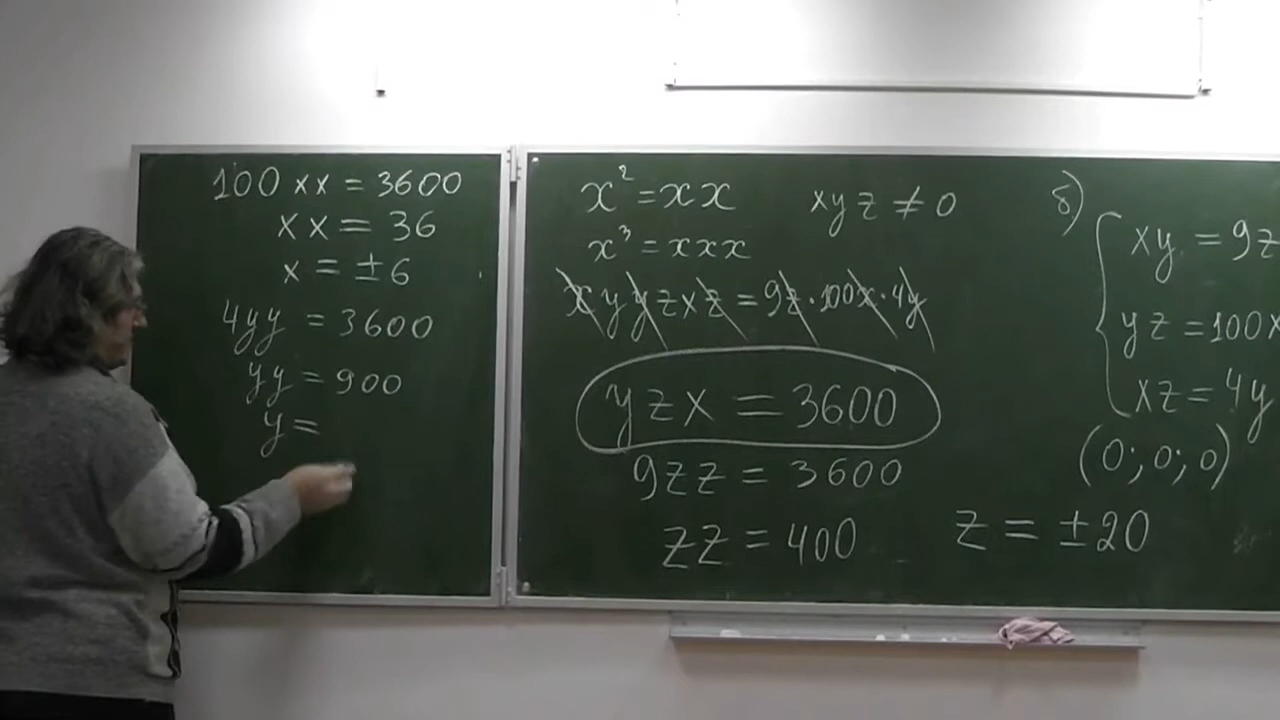 100xx = 3600
xx = 36
x = ±6
4yy = 3600
yy = 900
y =
x² = xx
xyz ≠ 0
x³ = xxx
xyyzxz = 9z·100x·4y
yzx = 3600
9zz = 3600
zz = 400
z = ±20
б)
xy = 9z
yz = 100x
xz = 4y
(0; 0; 0)